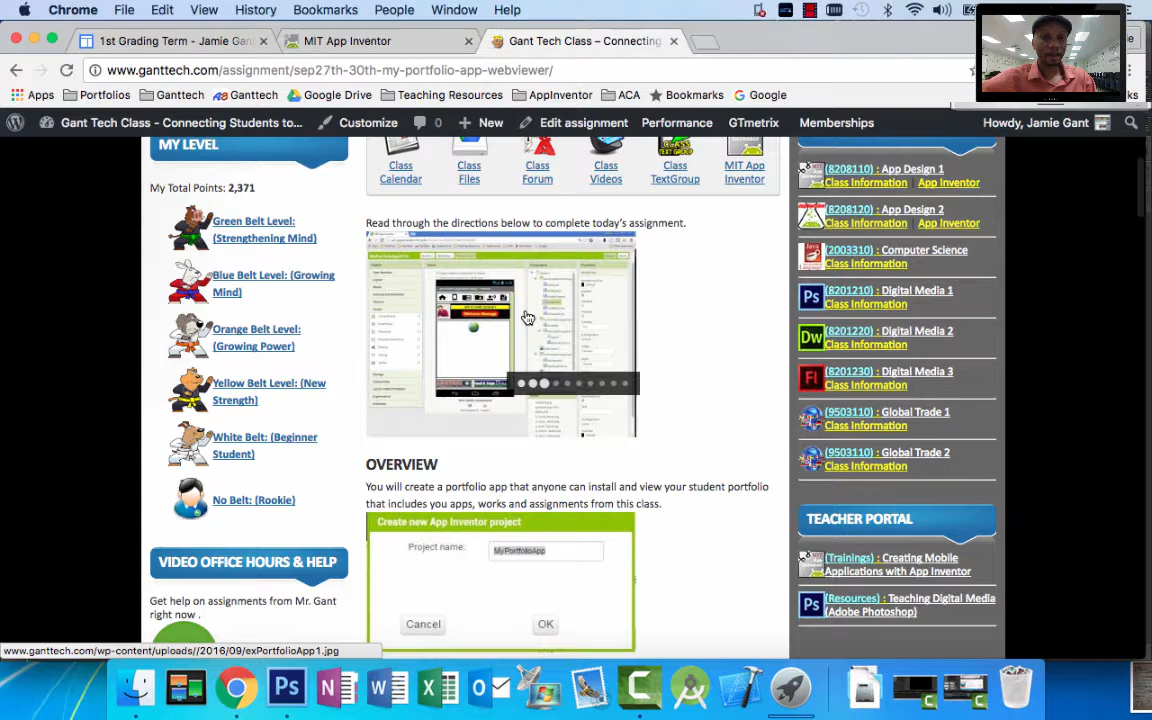 Chrome File Edit View History Bookmarks People Window Help
1st Grading Term - Jamie Gan
MIT App Inventor
Gant Tech Class – Connecting
www.ganttech.com/assignment/sep27th-30th-my-portfolio-app-webviewer/
Apps Portfolios Ganttech Ganttech Google Drive Teaching Resources AppInventor ACA Bookmarks Google
Gant Tech Class - Connecting Students to... Customize 0 New Edit assignment Performance GTmetrix Memberships Howdy, Jamie Gant
MY LEVEL
My Total Points: 2,371
Green Belt Level:
(Strengthening Mind)
Blue Belt Level: (Growing
Mind)
Orange Belt Level:
(Growing Power)
Yellow Belt Level: (New
Strength)
White Belt: (Beginner
Student)
No Belt: (Rookie)
VIDEO OFFICE HOURS & HELP
Get help on assignments from Mr. Gant
right now .
Class
Calendar
Class
Files
Class
Forum
Class
Videos
Class
TextGroup
MIT App
Inventor
Read through the directions below to complete today's assignment.
OVERVIEW
You will create a portfolio app that anyone can install and view your student portfolio
that includes you apps, works and assignments from this class.
Create new App Inventor project
Project name: MyPortfolioApp
Cancel OK
(8208110) : App Design 1
Class Information | App Inventor
(8208120) : App Design 2
Class Information | App Inventor
(2003310) : Computer Science
Class Information
(8201210) : Digital Media 1
Class Information
(8201220) : Digital Media 2
Class Information
(8201230) : Digital Media 3
Class Information
(9503110) : Global Trade 1
Class Information
(9503110) : Global Trade 2
Class Information
TEACHER PORTAL
(Trainings) : Creating Mobile
Applications with App Inventor
(Resources) : Teaching Digital Media
(Adobe Photoshop)
www.ganttech.com/wp-content/uploads//2016/09/exPortfolioApp1.jpg